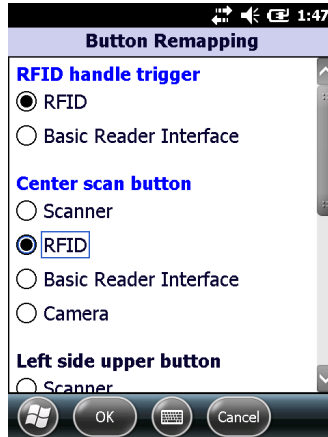 1:47
Button Remapping
RFID handle trigger
RFID
Basic Reader Interface
Center scan button
Scanner
RFID
Basic Reader Interface
Camera
Left side upper button
Scanner
OK
Cancel